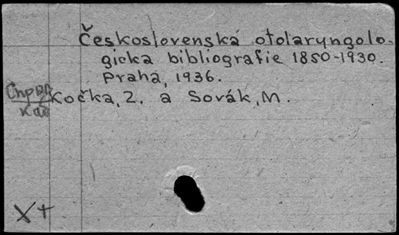 Československá otolaryngolo-
gická bibliografie 1850-1930.
Praha, 1936.
Kočka, Z. a Sovák, M.
X+